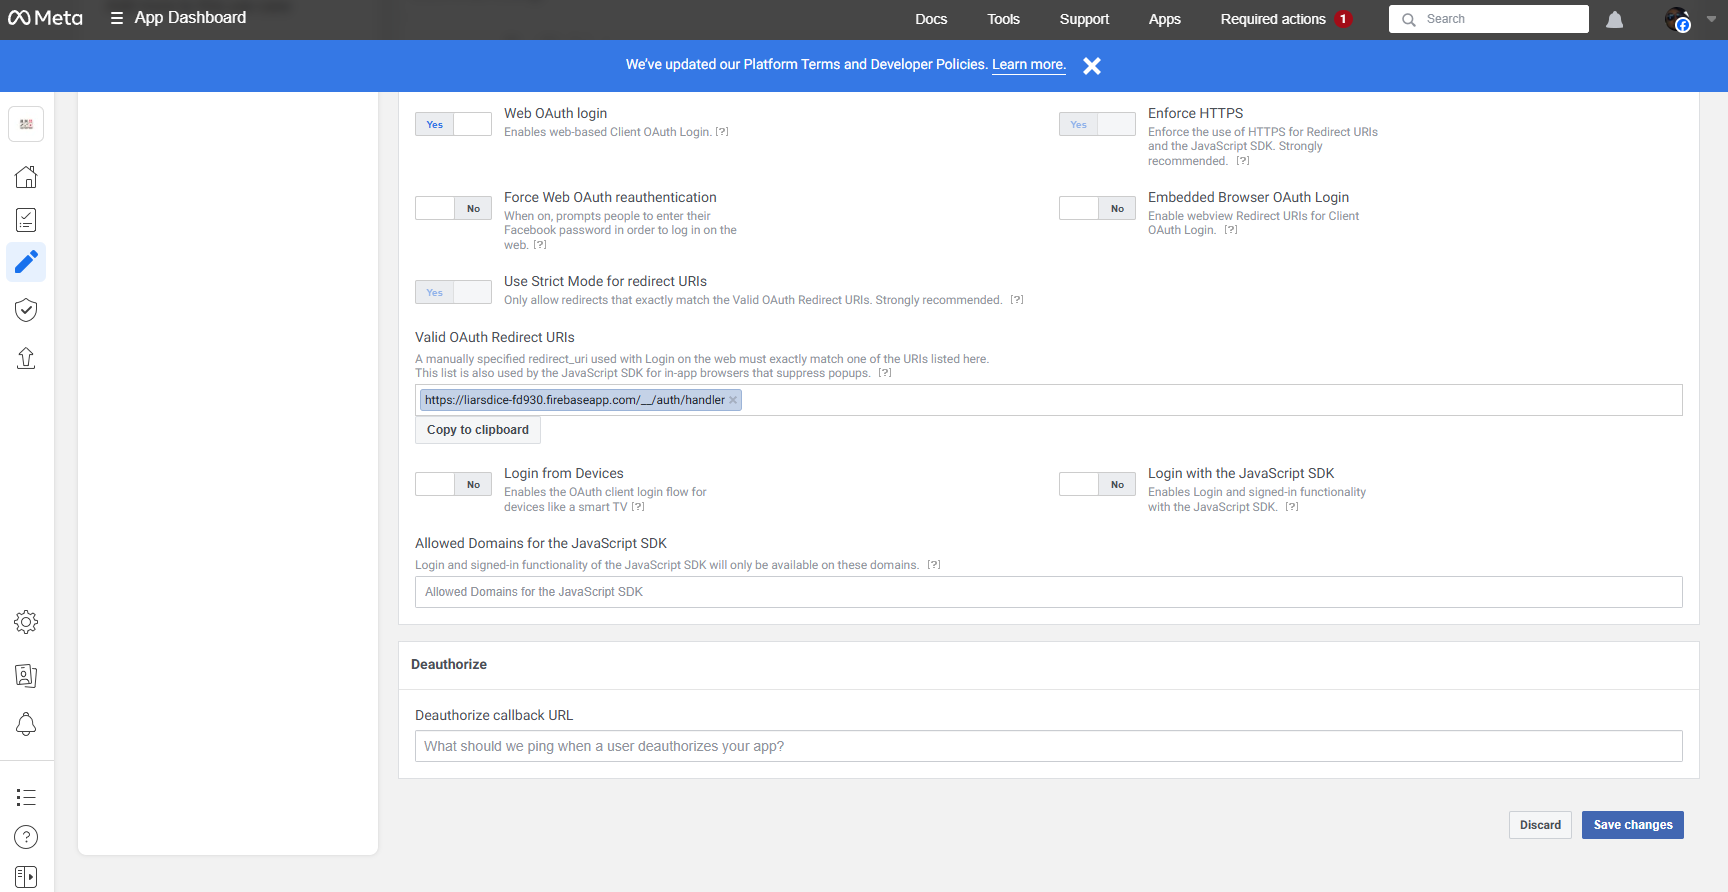 Meta
App Dashboard
Docs
Tools
Support
Apps
Required actions 1
Search
We've updated our Platform Terms and Developer Policies. Learn more.
Yes
Web OAuth login
Enables web-based Client OAuth Login. [?]
Yes
Enforce HTTPS
Enforce the use of HTTPS for Redirect URIs
and the JavaScript SDK. Strongly
recommended. [?]
No
Force Web OAuth reauthentication
When on, prompts people to enter their
Facebook password in order to log in on the
web. [?]
No
Embedded Browser OAuth Login
Enable webview Redirect URIs for Client
OAuth Login. [?]
Yes
Use Strict Mode for redirect URIs
Only allow redirects that exactly match the Valid OAuth Redirect URIs. Strongly recommended. [?]
Valid OAuth Redirect URIs
A manually specified redirect_uri used with Login on the web must exactly match one of the URIs listed here.
This list is also used by the JavaScript SDK for in-app browsers that suppress popups. [?]
https://liarsdice-fd930.firebaseapp.com/__/auth/handler
Copy to clipboard
No
Login from Devices
Enables the OAuth client login flow for
devices like a smart TV [?]
No
Login with the JavaScript SDK
Enables Login and signed-in functionality
with the JavaScript SDK. [?]
Allowed Domains for the JavaScript SDK
Login and signed-in functionality of the JavaScript SDK will only be available on these domains. [?]
Allowed Domains for the JavaScript SDK
Deauthorize
Deauthorize callback URL
What should we ping when a user deauthorizes your app?
Discard
Save changes